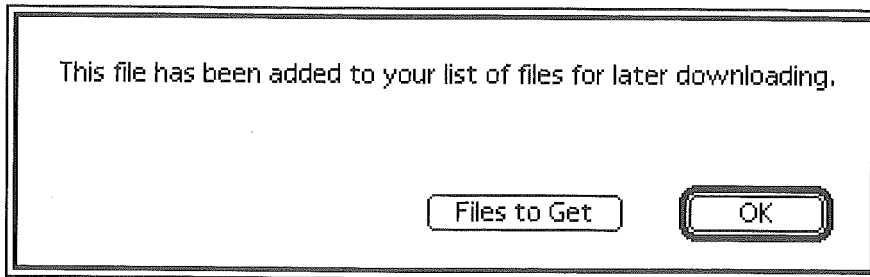 This file has been added to your list of files for later downloading.
Files to Get
OK